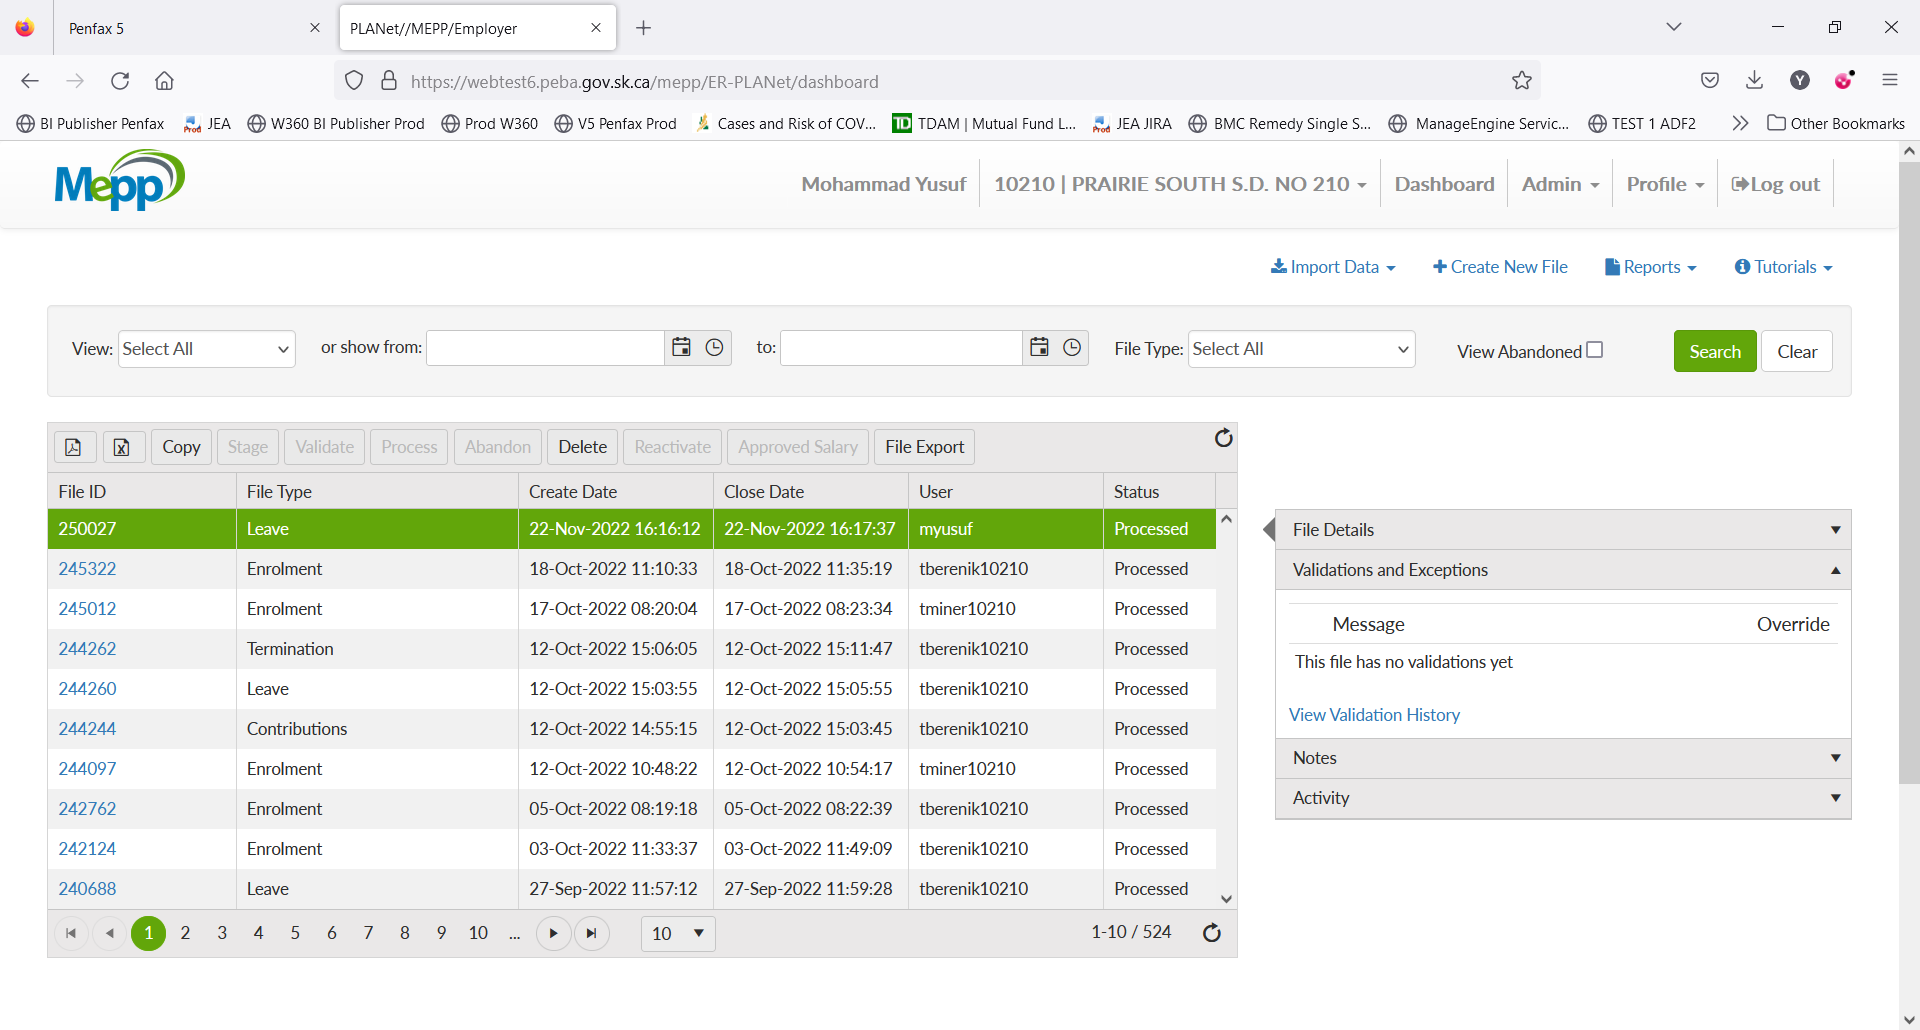 Penfax 5
PLANet//MEPP/Employer
https://webtest6.peba.gov.sk.ca/mepp/ER-PLANet/dashboard
Y
BI Publisher Penfax
Prod JEA
W360 BI Publisher Prod
Prod W360
V5 Penfax Prod
Cases and Risk of COV...
TD TDAM | Mutual Fund L...
Prod JEA JIRA
BMC Remedy Single S...
ManageEngine Servic...
TEST 1 ADF2
Other Bookmarks
Mepp
Mohammad Yusuf
10210 | PRAIRIE SOUTH S.D. NO 210
Dashboard
Admin
Profile
Log out
Import Data
Create New File
Reports
Tutorials
View: Select All
or show from:
to:
File Type: Select All
View Abandoned
Search
Clear
Copy Stage Validate Process Abandon Delete Reactivate Approved Salary File Export
File ID File Type Create Date Close Date User Status
250027 Leave 22-Nov-2022 16:16:12 22-Nov-2022 16:17:37 myusuf Processed
245322 Enrolment 18-Oct-2022 11:10:33 18-Oct-2022 11:35:19 tberenik10210 Processed
245012 Enrolment 17-Oct-2022 08:20:04 17-Oct-2022 08:23:34 tminer10210 Processed
244262 Termination 12-Oct-2022 15:06:05 12-Oct-2022 15:11:47 tberenik10210 Processed
244260 Leave 12-Oct-2022 15:03:55 12-Oct-2022 15:05:55 tberenik10210 Processed
244244 Contributions 12-Oct-2022 14:55:15 12-Oct-2022 15:03:45 tberenik10210 Processed
244097 Enrolment 12-Oct-2022 10:48:22 12-Oct-2022 10:54:17 tminer10210 Processed
242762 Enrolment 05-Oct-2022 08:19:18 05-Oct-2022 08:22:39 tberenik10210 Processed
242124 Enrolment 03-Oct-2022 11:33:37 03-Oct-2022 11:49:09 tberenik10210 Processed
240688 Leave 27-Sep-2022 11:57:12 27-Sep-2022 11:59:28 tberenik10210 Processed
1 2 3 4 5 6 7 8 9 10 ... 10 1-10 / 524
File Details
Validations and Exceptions
Message Override
This file has no validations yet
View Validation History
Notes
Activity